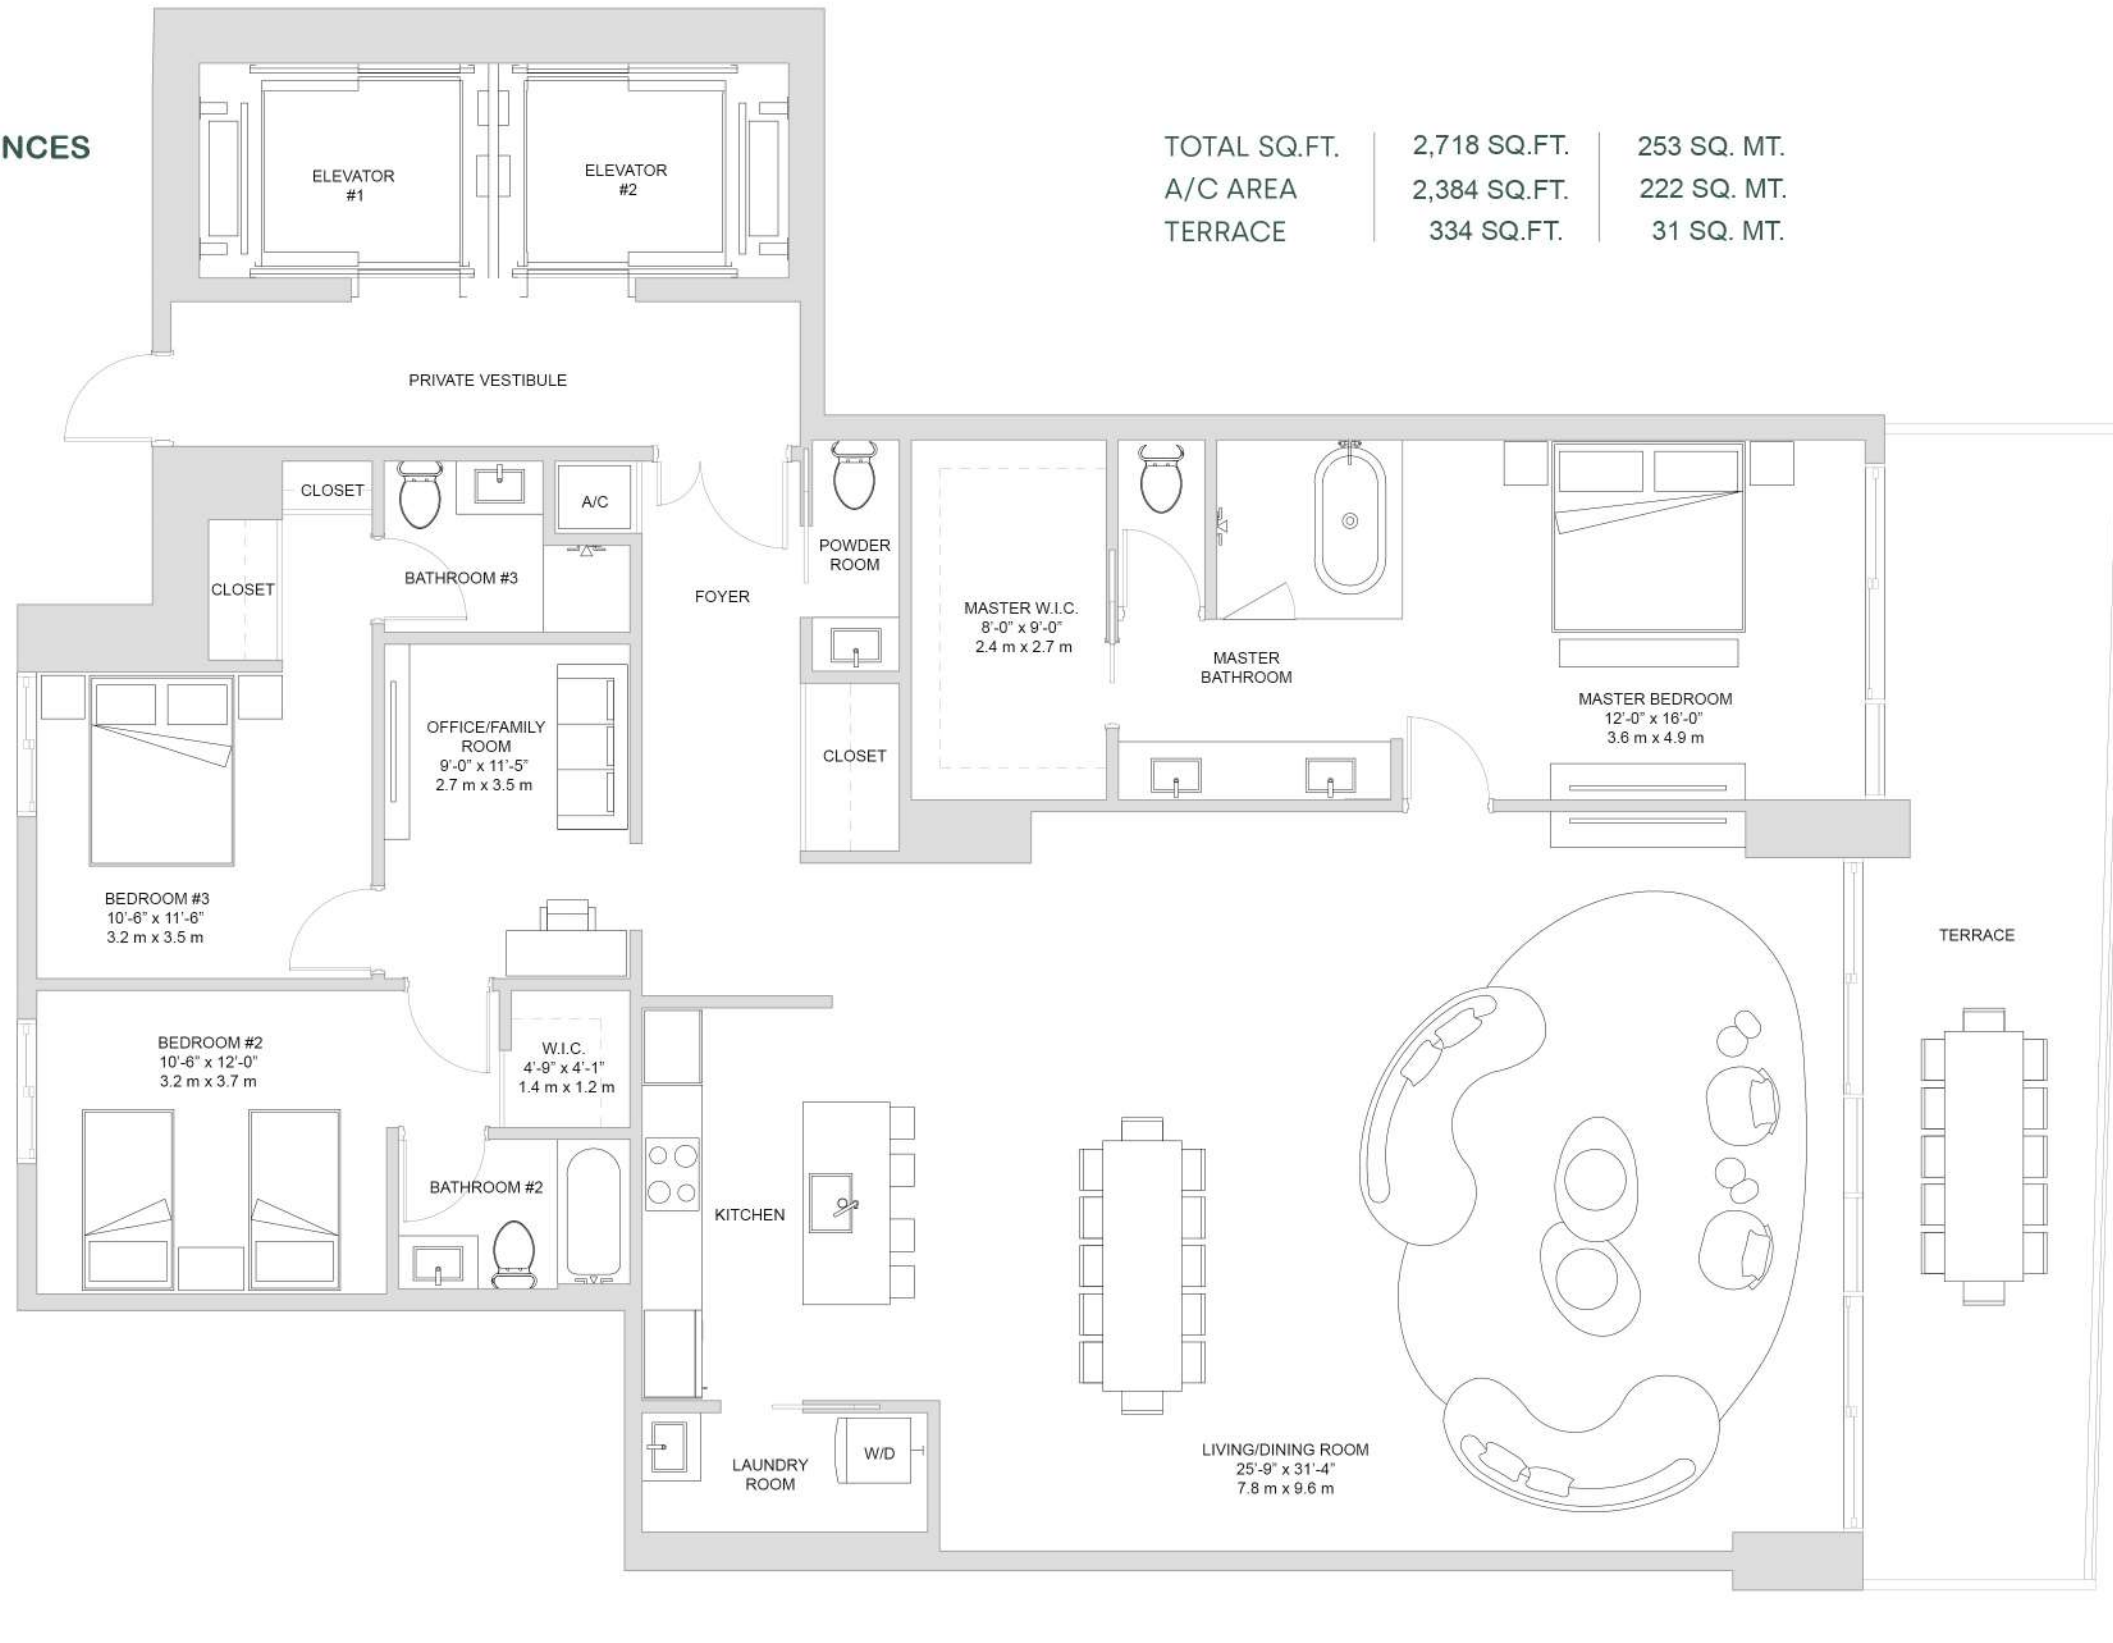 NCES
TOTAL SQ.FT. 2,718 SQ.FT. 253 SQ. MT.
A/C AREA 2,384 SQ.FT. 222 SQ. MT.
TERRACE 334 SQ.FT. 31 SQ. MT.
ELEVATOR
#1
ELEVATOR
#2
PRIVATE VESTIBULE
CLOSET
A/C
CLOSET
BATHROOM #3
FOYER
POWDER
ROOM
MASTER W.I.C.
8'-0" x 9'-0"
2.4 m x 2.7 m
MASTER
BATHROOM
MASTER BEDROOM
12'-0" x 16'-0"
3.6 m x 4.9 m
OFFICE/FAMILY
ROOM
9'-0" x 11'-5"
2.7 m x 3.5 m
CLOSET
BEDROOM #3
10'-6" x 11'-6"
3.2 m x 3.5 m
TERRACE
BEDROOM #2
10'-6" x 12'-0"
3.2 m x 3.7 m
W.I.C.
4'-9" x 4'-1"
1.4 m x 1.2 m
BATHROOM #2
KITCHEN
LAUNDRY
ROOM
W/D
LIVING/DINING ROOM
25'-9" x 31'-4"
7.8 m x 9.6 m